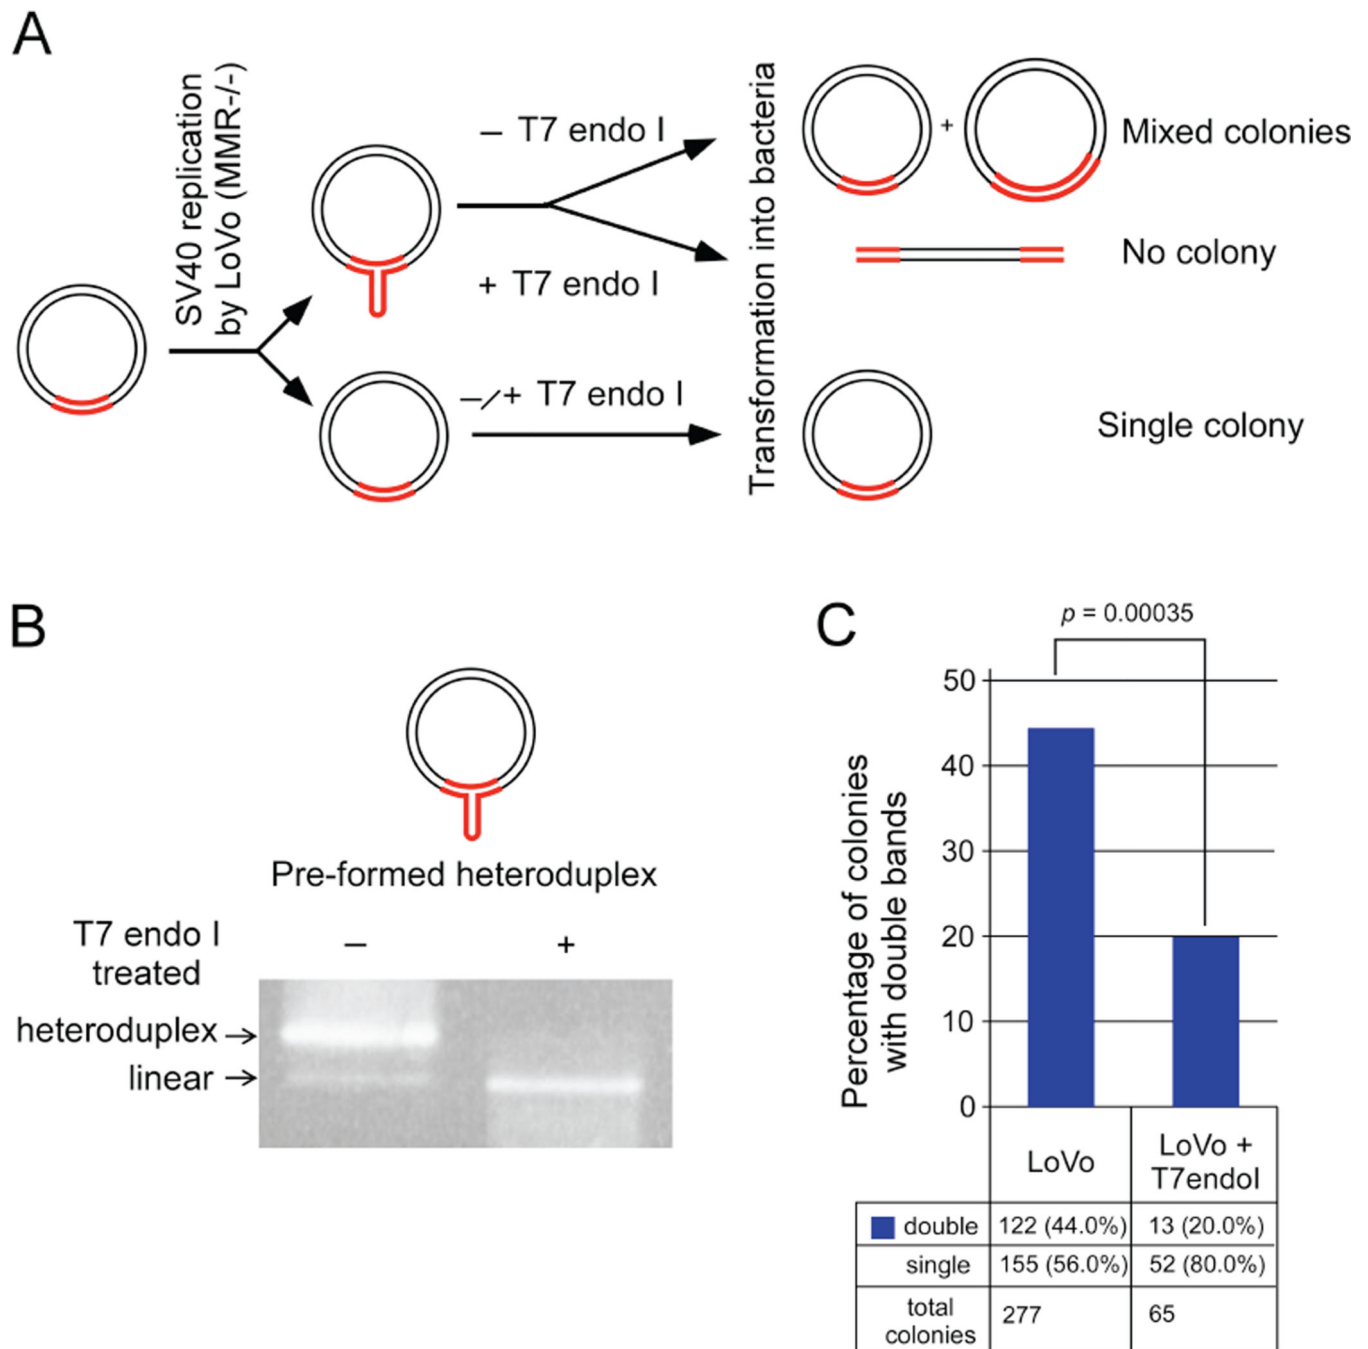 A
SV40 replication
by LoVo (MMR-/-)
– T7 endo I
+ T7 endo I
–/+ T7 endo I
Transformation into bacteria
+
Mixed colonies
No colony
Single colony
B
Pre-formed heteroduplex
T7 endo I
treated
– +
heteroduplex
linear
C
p = 0.00035
Percentage of colonies
with double bands
50
40
30
20
10
0
LoVo
LoVo +
T7endoI
double 122 (44.0%) 13 (20.0%)
single 155 (56.0%) 52 (80.0%)
total
colonies
277 65